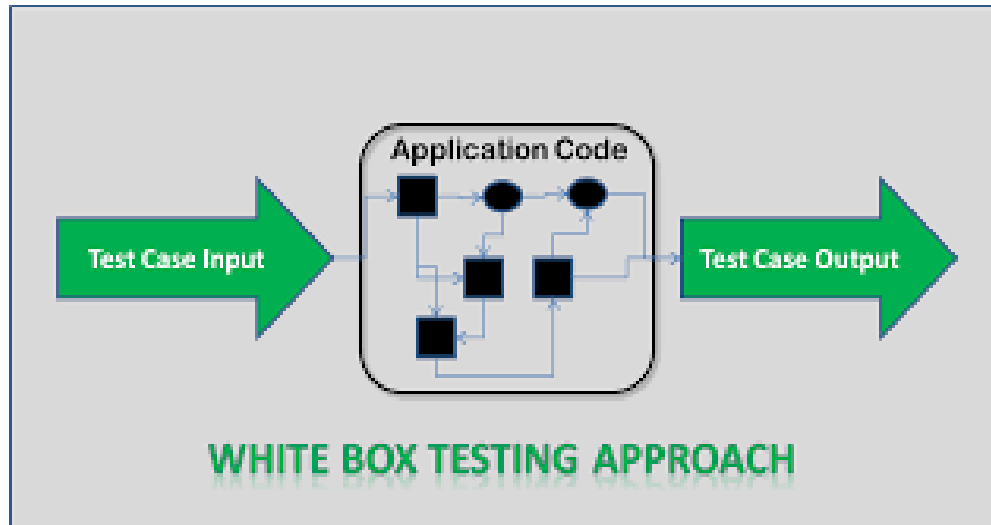 Application Code
Test Case Input
Test Case Output
WHITE BOX TESTING APPROACH